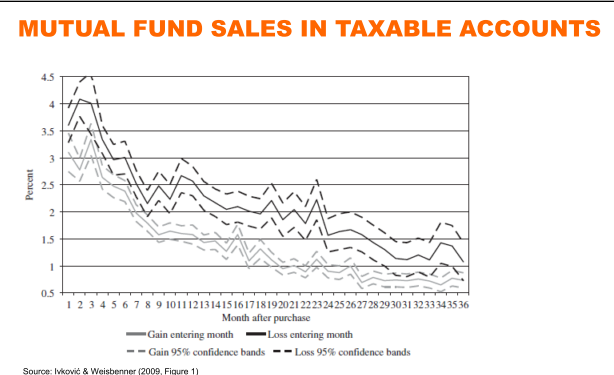 MUTUAL FUND SALES IN TAXABLE ACCOUNTS
4.5
4
3.5
3
2.5
2
1.5
1
0.5
Percent
1 2 3 4 5 6 7 8 9 10 11 12 13 14 15 16 17 18 19 20 21 22 23 24 25 26 27 28 29 30 31 32 33 34 35 36
Month after purchase
Gain entering month Loss entering month
Gain 95% confidence bands Loss 95% confidence bands
Source: Ivković & Weisbenner (2009, Figure 1)